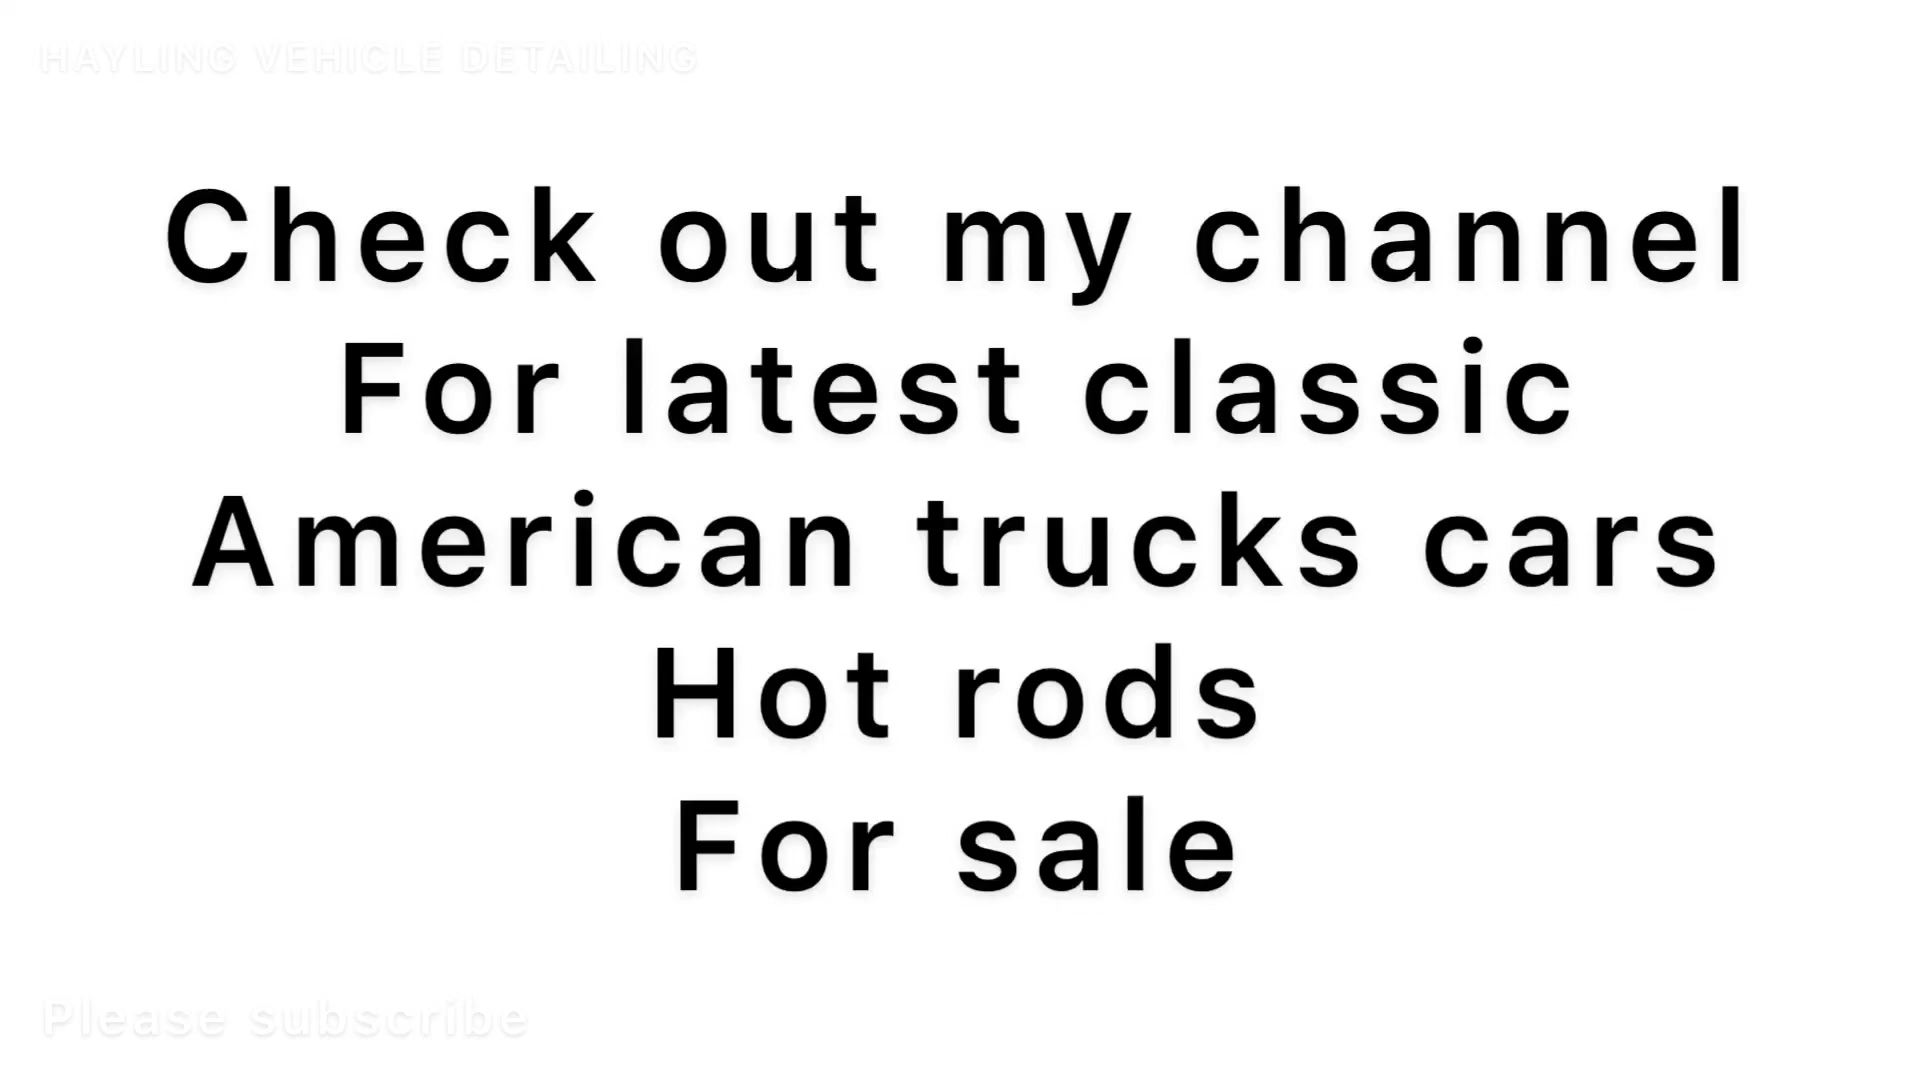 HAYLING VEHICLE DETAILING
Check out my channel
For latest classic
American trucks cars
Hot rods
For sale
Please subscribe